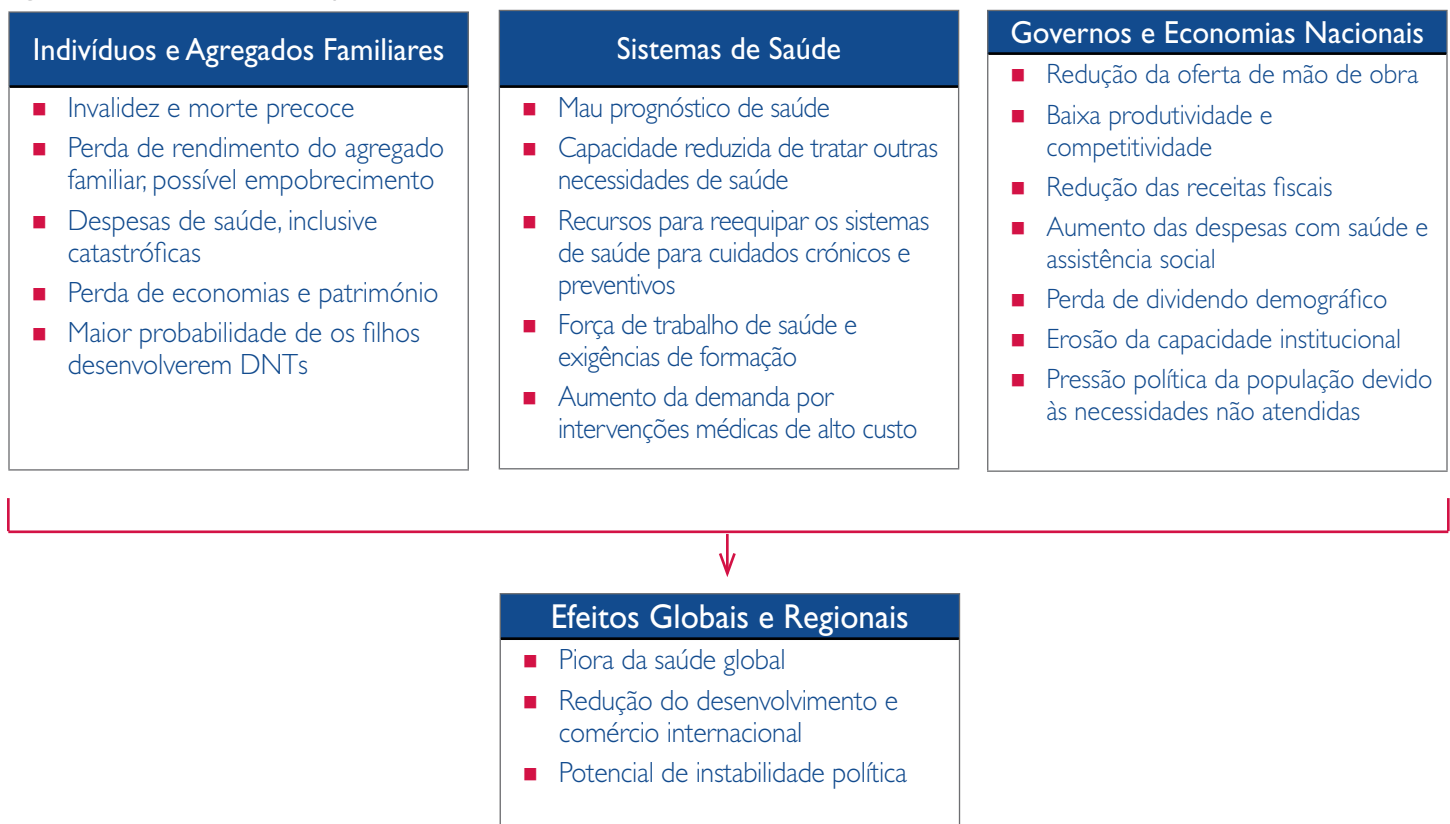 Indivíduos e Agregados Familiares
Invalidez e morte precoce
Perda de rendimento do agregado
familiar, possível empobrecimento
Despesas de saúde, inclusive
catastróficas
Perda de economias e património
Maior probabilidade de os filhos
desenvolverem DNTs
Sistemas de Saúde
Mau prognóstico de saúde
Capacidade reduzida de tratar outras
necessidades de saúde
Recursos para reequipar os sistemas
de saúde para cuidados crónicos e
preventivos
Força de trabalho de saúde e
exigências de formação
Aumento da demanda por
intervenções médicas de alto custo
Governos e Economias Nacionais
Redução da oferta de mão de obra
Baixa produtividade e
competitividade
Redução das receitas fiscais
Aumento das despesas com saúde e
assistência social
Perda de dividendo demográfico
Erosão da capacidade institucional
Pressão política da população devido
às necessidades não atendidas
Efeitos Globais e Regionais
Piora da saúde global
Redução do desenvolvimento e
comércio internacional
Potencial de instabilidade política